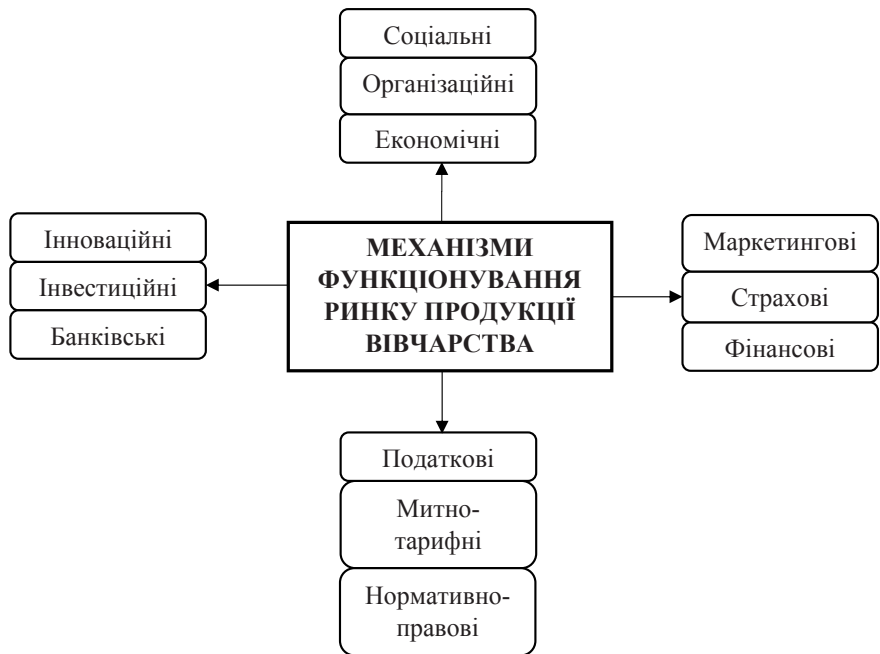 Соціальні
Організаційні
Економічні
Інноваційні
Інвестиційні
Банківські
МЕХАНІЗМИ
ФУНКЦІОНУВАННЯ
РИНКУ ПРОДУКЦІЇ
ВІВЧАРСТВА
Маркетингові
Страхові
Фінансові
Податкові
Митно-
тарифні
Нормативно-
правові